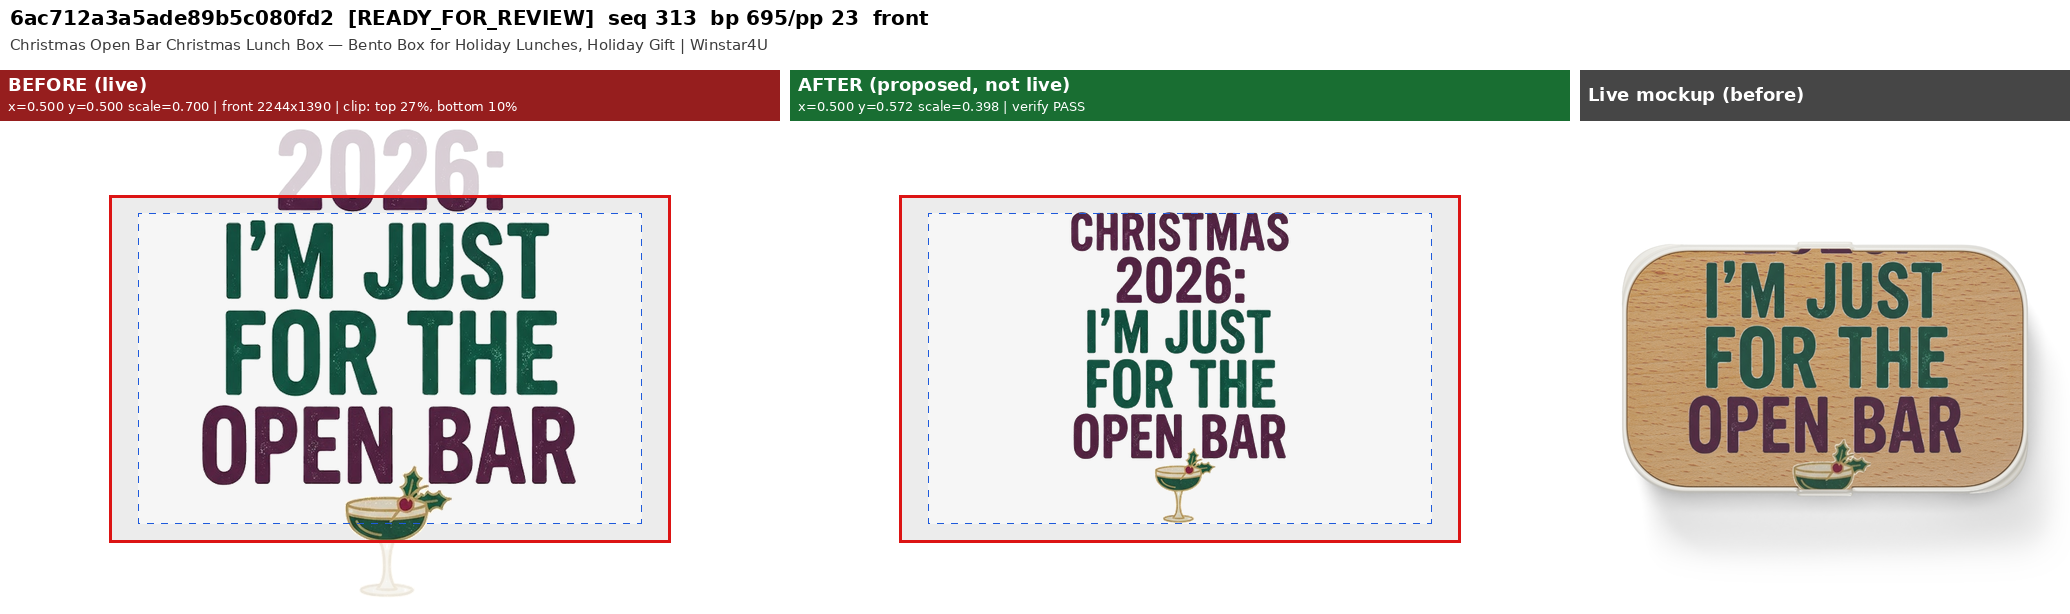 6ac712a3a5ade89b5c080fd2 [READY_FOR_REVIEW] seq 313 bp 695/pp 23 front
Christmas Open Bar Christmas Lunch Box — Bento Box for Holiday Lunches, Holiday Gift | Winstar4U
BEFORE (live)
x=0.500 y=0.500 scale=0.700 | front 2244x1390 | clip: top 27%, bottom 10%
2026:
I'M JUST
FOR THE
OPEN BAR
AFTER (proposed, not live)
x=0.500 y=0.572 scale=0.398 | verify PASS
CHRISTMAS
2026:
I'M JUST
FOR THE
OPEN BAR
Live mockup (before)
I'M JUST
FOR THE
OPEN BAR